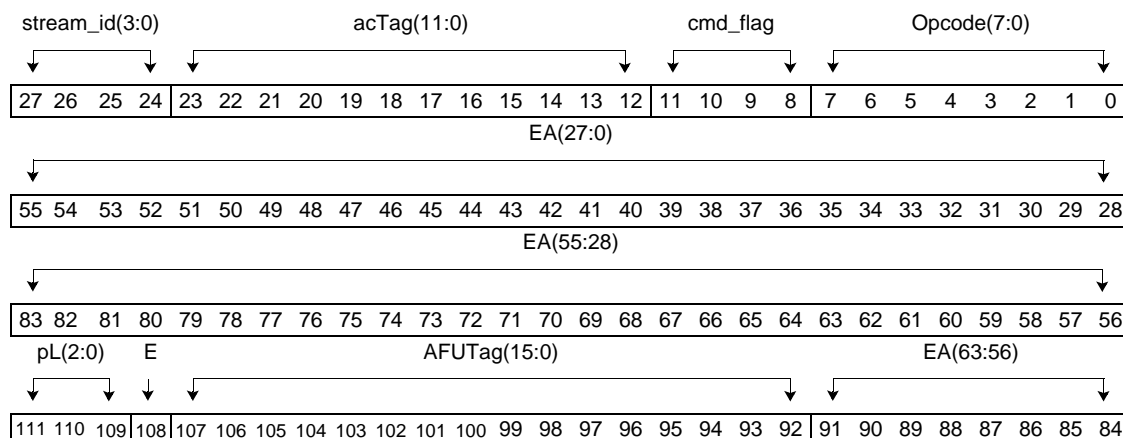 stream_id(3:0) acTag(11:0) cmd_flag Opcode(7:0)
27 26 25 24 23 22 21 20 19 18 17 16 15 14 13 12 11 10 9 8 7 6 5 4 3 2 1 0
EA(27:0)
55 54 53 52 51 50 49 48 47 46 45 44 43 42 41 40 39 38 37 36 35 34 33 32 31 30 29 28
EA(55:28)
83 82 81 80 79 78 77 76 75 74 73 72 71 70 69 68 67 66 65 64 63 62 61 60 59 58 57 56
pL(2:0) E AFUTag(15:0) EA(63:56)
111 110 109 108 107 106 105 104 103 102 101 100 99 98 97 96 95 94 93 92 91 90 89 88 87 86 85 84